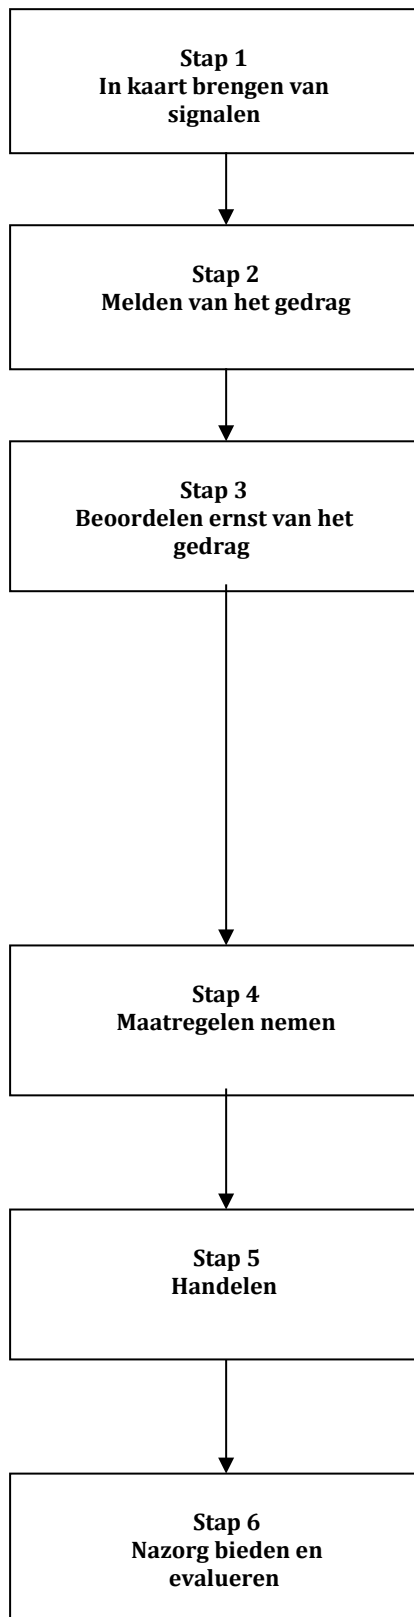 Stap 1
In kaart brengen van
signalen
Stap 2
Melden van het gedrag
Stap 3
Beoordelen ernst van het
gedrag
Stap 4
Maatregelen nemen
Stap 5
Handelen
Stap 6
Nazorg bieden en
evalueren